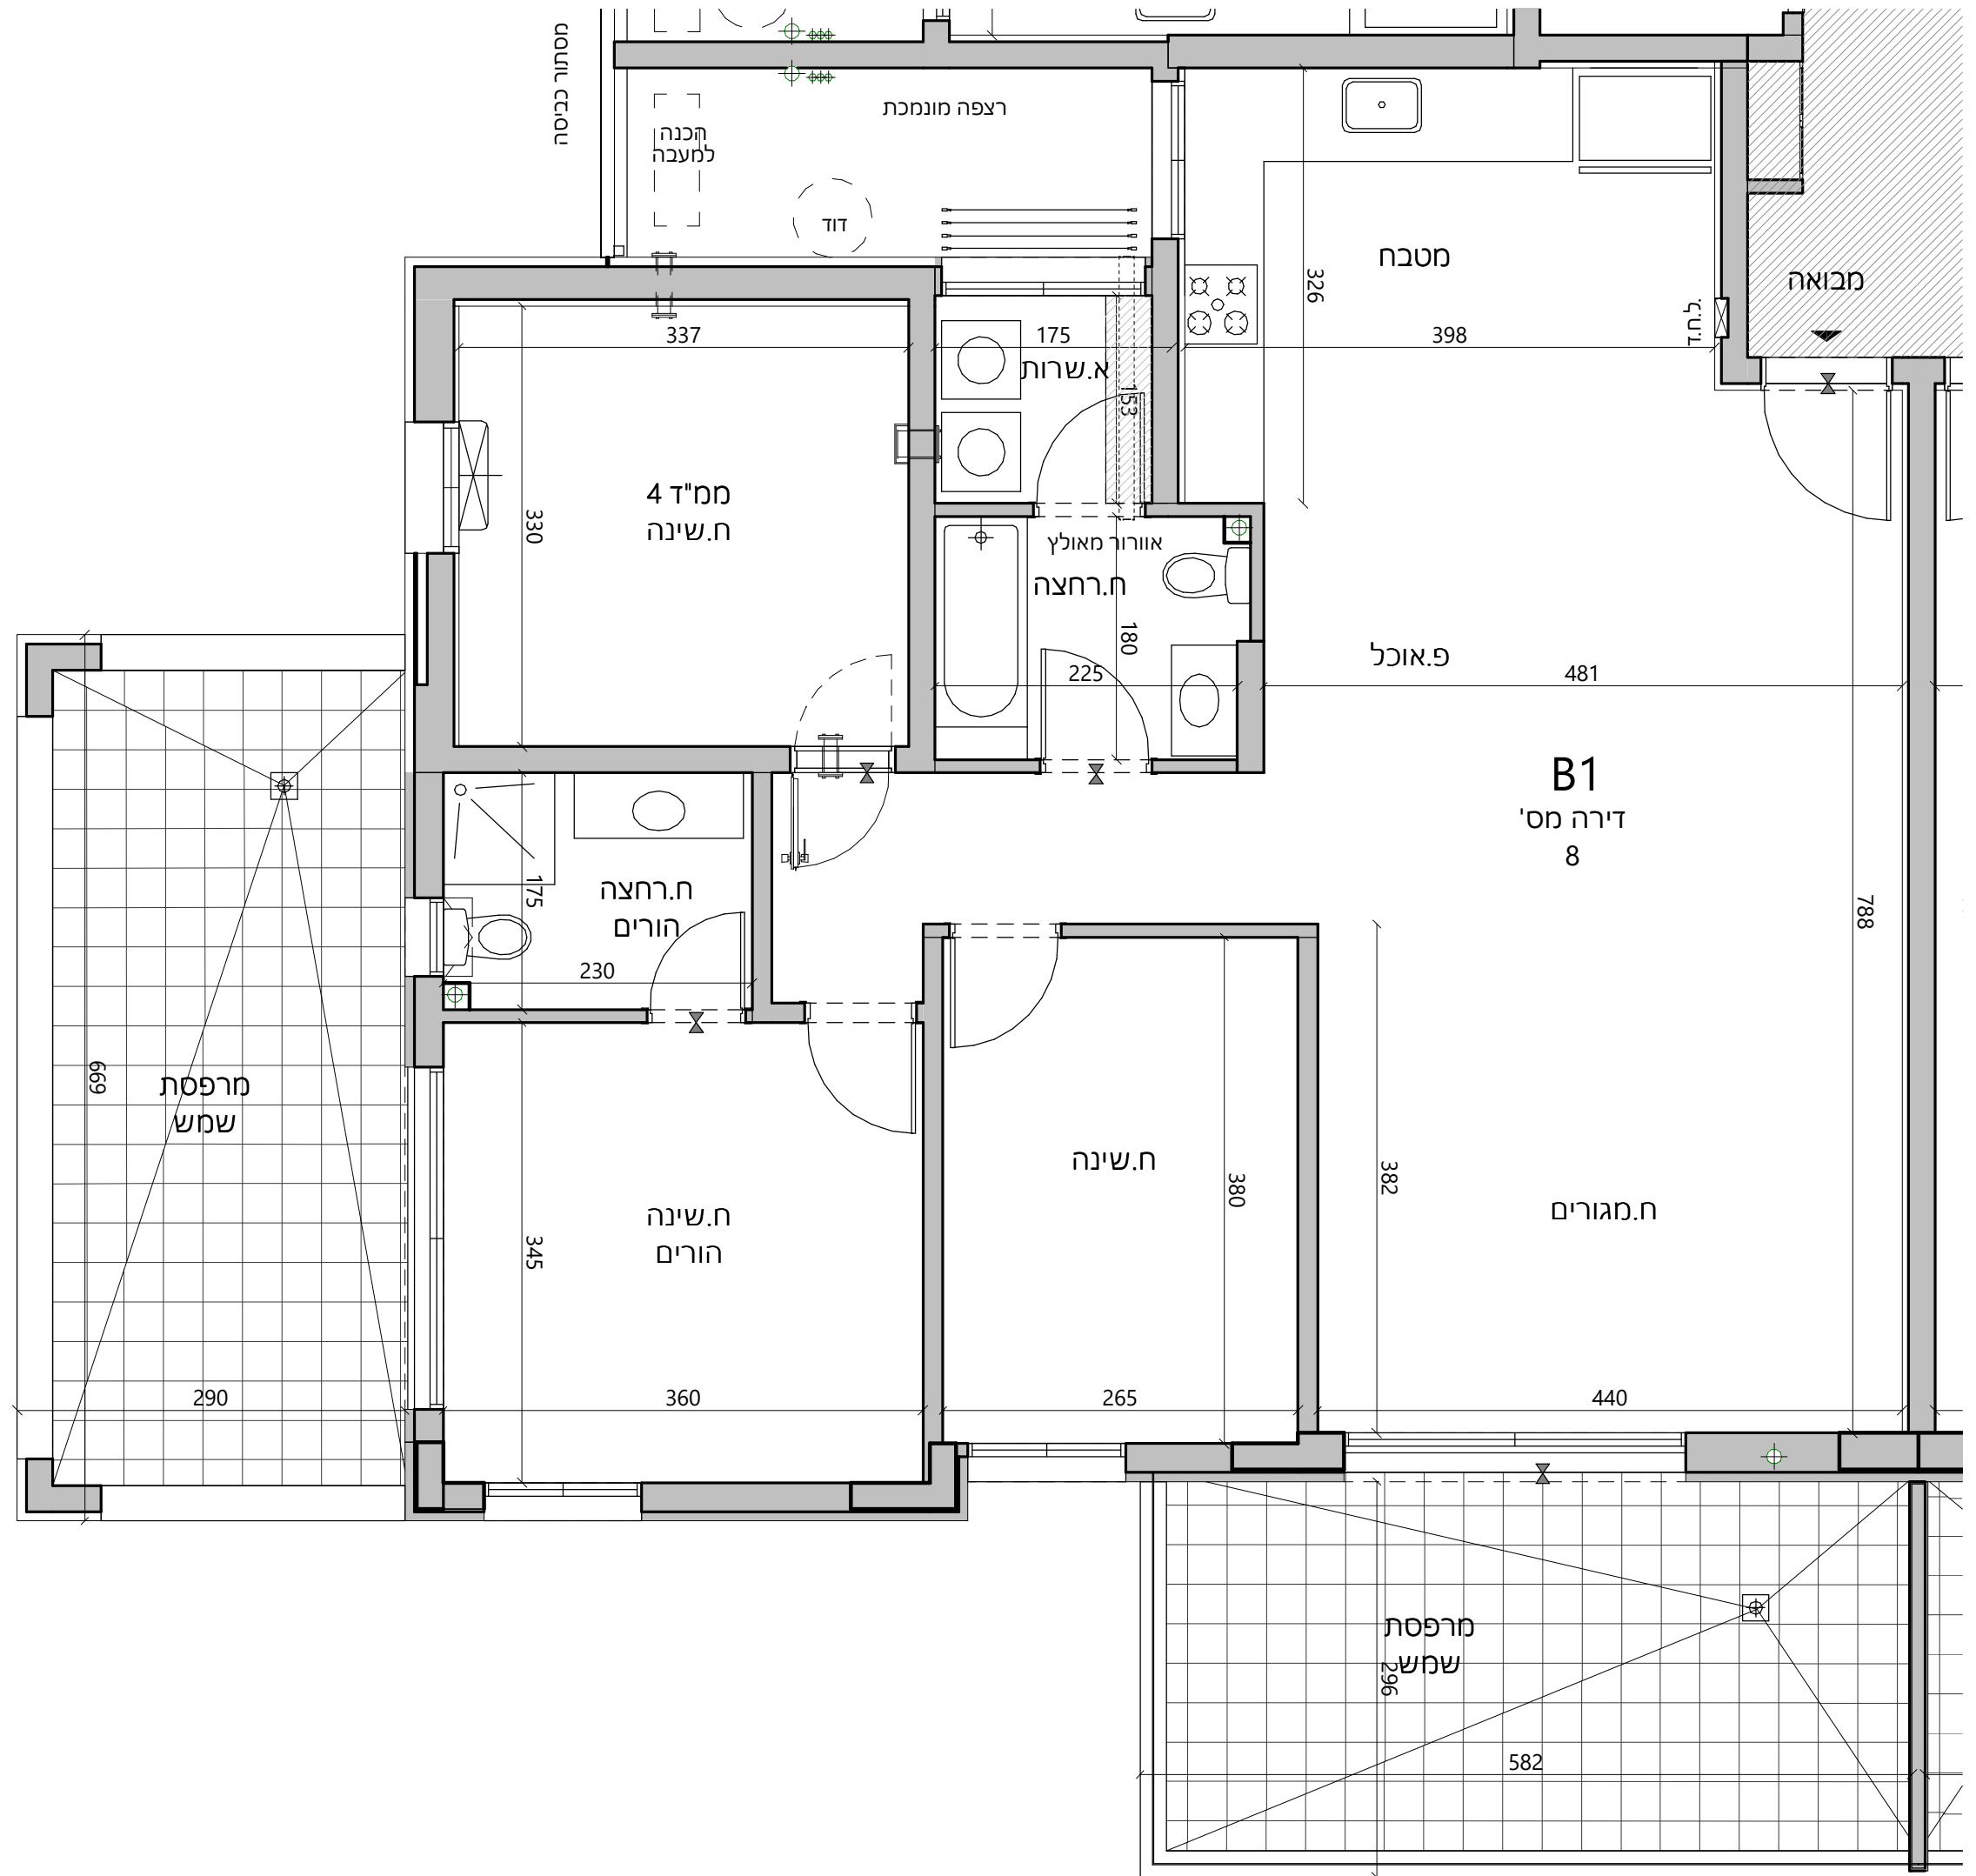 מסתור כביסה
רצפה מונמכת
הכנה
למעבה
דוד
מטבח
326
398
ל.ח.ד.
מבואה
337
175
א.שרות
153
ממ"ד 4
ח.שינה
330
אוורור מאולץ
ח.רחצה
180
225
פ.אוכל
481
B1
דירה מס'
8
788
175
ח.רחצה
הורים
230
669
מרפסת
שמש
290
ח.שינה
הורים
345
360
ח.שינה
380
265
382
ח.מגורים
440
מרפסת
שמש
296
582